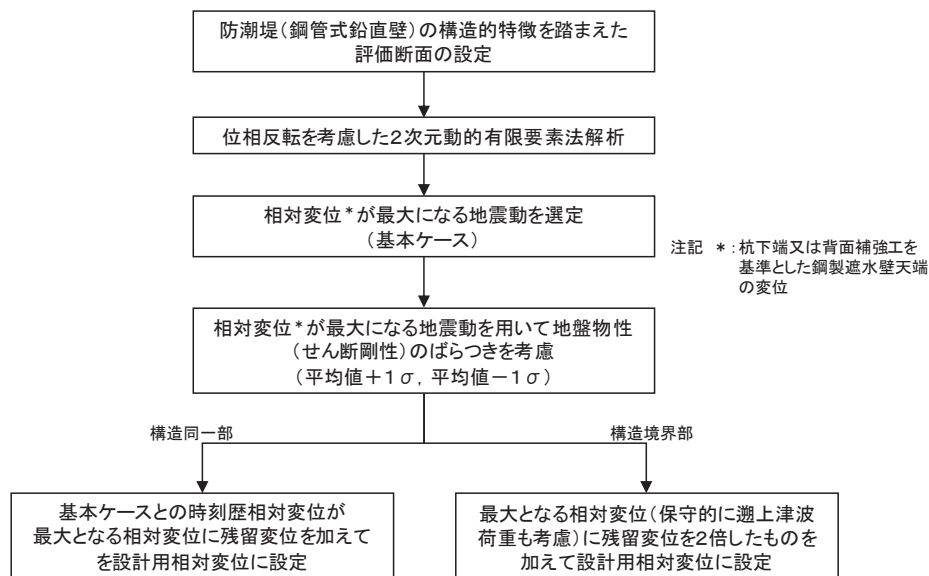 防潮堤(鋼管式鉛直壁)の構造的特徴を踏まえた
評価断面の設定
位相反転を考慮した2次元動的有限要素法解析
相対変位*が最大になる地震動を選定
(基本ケース)
注記 *:杭下端又は背面補強工を
基準とした鋼製遮水壁天端
の変位
相対変位*が最大になる地震動を用いて地盤物性
(せん断剛性)のばらつきを考慮
(平均値+1σ,平均値-1σ)
構造同一部
構造境界部
基本ケースとの時刻歴相対変位が
最大となる相対変位に残留変位を加えて
を設計用相対変位に設定
最大となる相対変位(保守的に遡上津波
荷重も考慮)に残留変位を2倍したものを
加えて設計用相対変位に設定